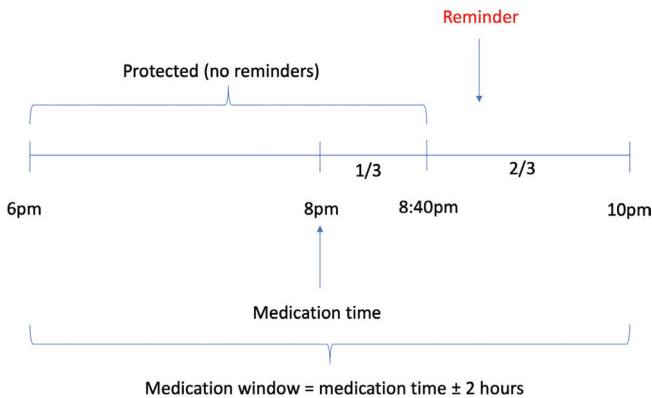 Reminder
Protected (no reminders)
1/3
2/3
6pm
8pm
8:40pm
10pm
Medication time
Medication window = medication time ± 2 hours